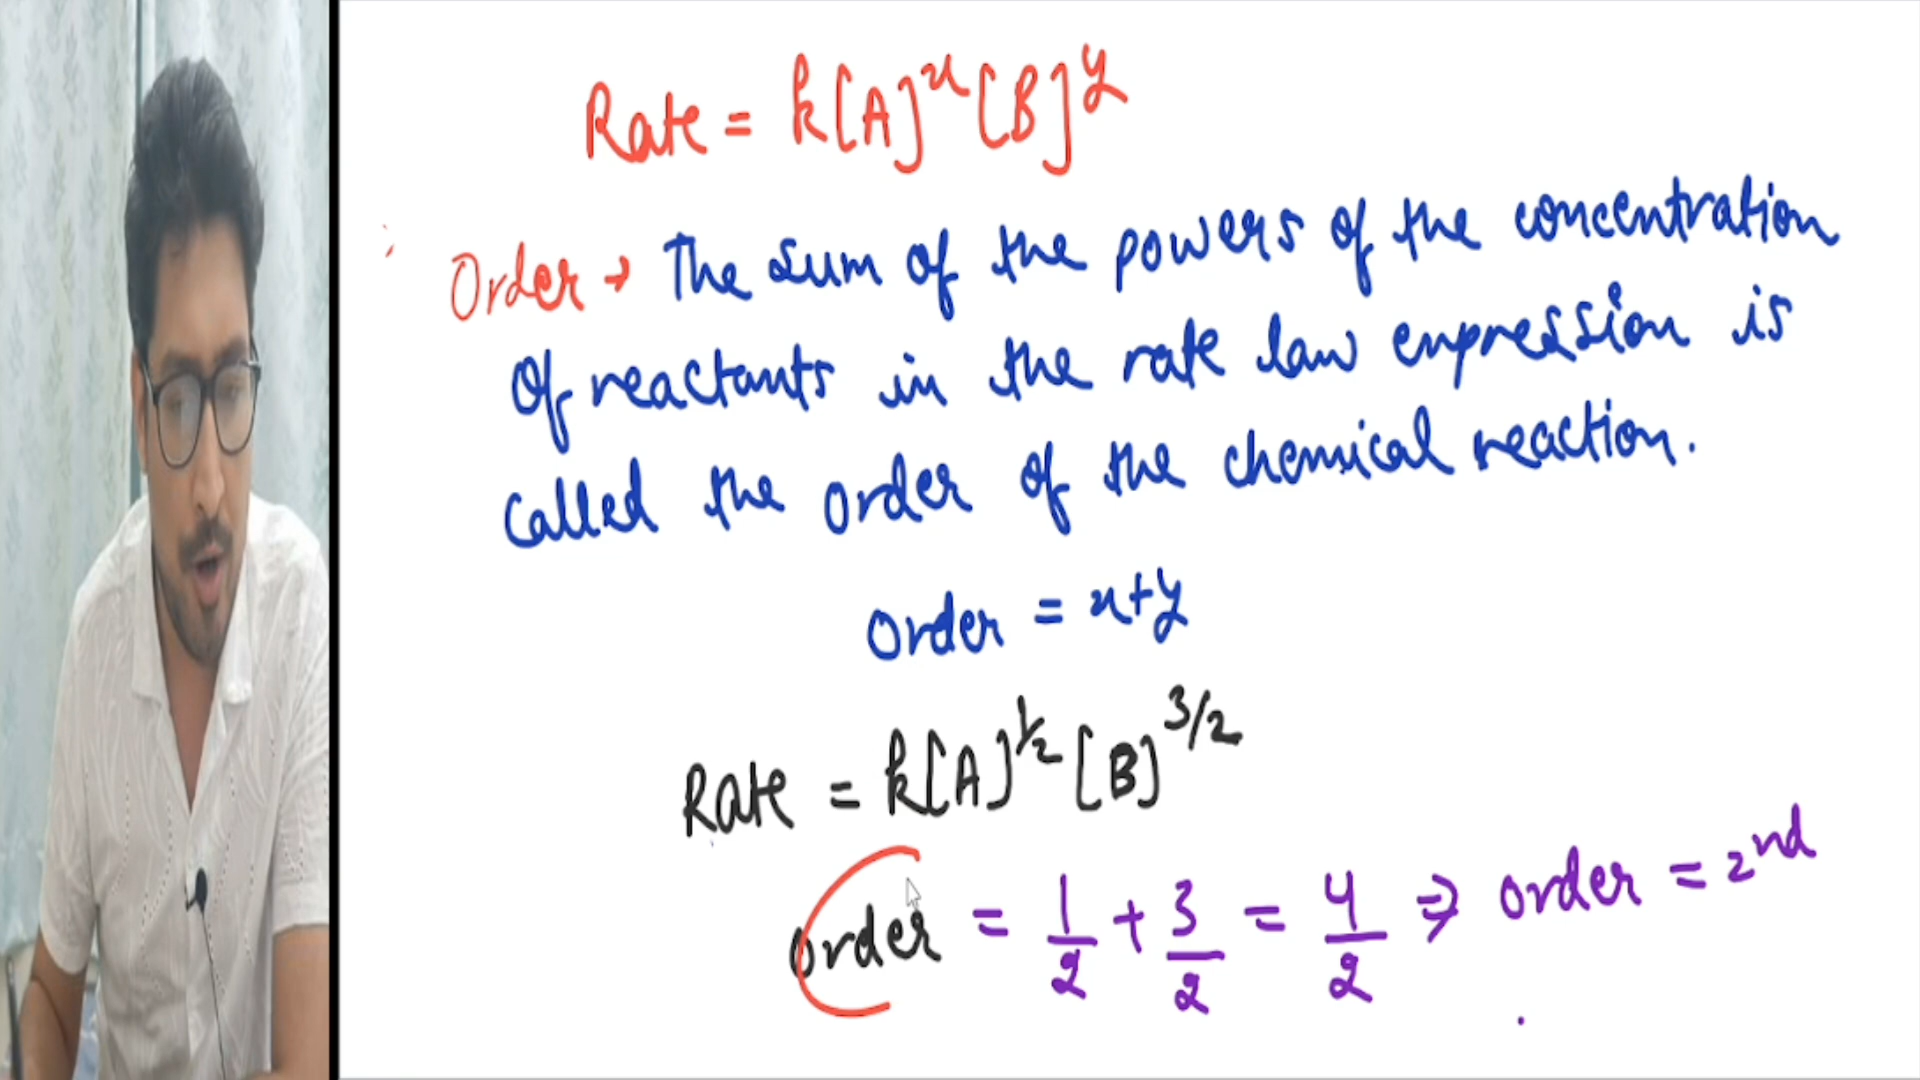 Rate = k[A]^x [B]^y
Order → The sum of the powers of the concentration
of reactants in the rate law expression is
called the order of the chemical reaction.
order = x+y
Rate = k[A]^1/2 [B]^3/2
order = 1/2 + 3/2 = 4/2 ⇒ order = 2nd